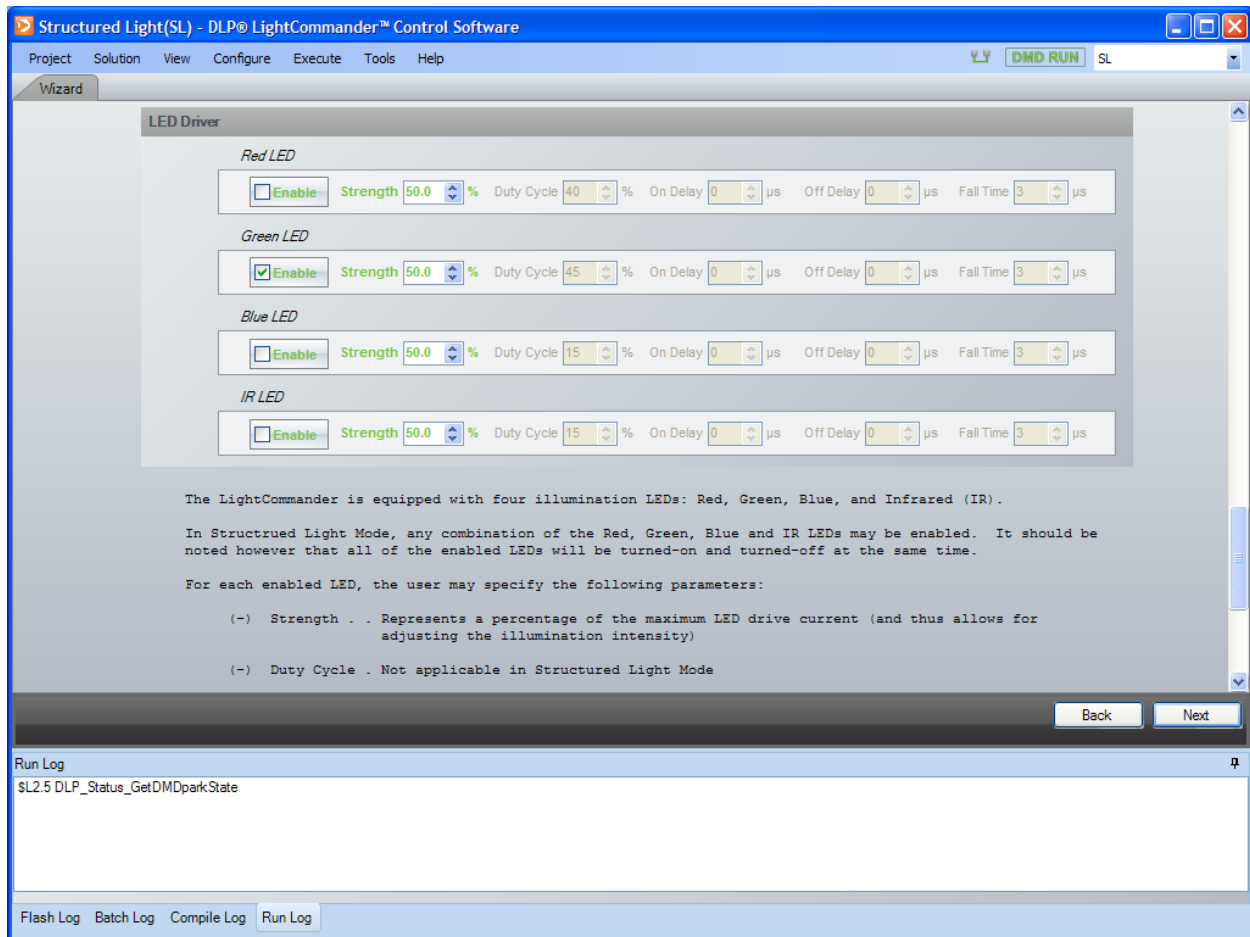 Structured Light(SL) - DLP® LightCommander™ Control Software
Project Solution View Configure Execute Tools Help DMD RUN SL
Wizard
LED Driver
Red LED
Enable Strength 50.0 % Duty Cycle 40 % On Delay 0 µs Off Delay 0 µs Fall Time 3 µs
Green LED
Enable Strength 50.0 % Duty Cycle 45 % On Delay 0 µs Off Delay 0 µs Fall Time 3 µs
Blue LED
Enable Strength 50.0 % Duty Cycle 15 % On Delay 0 µs Off Delay 0 µs Fall Time 3 µs
IR LED
Enable Strength 50.0 % Duty Cycle 15 % On Delay 0 µs Off Delay 0 µs Fall Time 3 µs
The LightCommander is equipped with four illumination LEDs: Red, Green, Blue, and Infrared (IR).
In Structrued Light Mode, any combination of the Red, Green, Blue and IR LEDs may be enabled. It should be
noted however that all of the enabled LEDs will be turned-on and turned-off at the same time.
For each enabled LED, the user may specify the following parameters:
(-) Strength . . Represents a percentage of the maximum LED drive current (and thus allows for
adjusting the illumination intensity)
(-) Duty Cycle . Not applicable in Structured Light Mode
Back Next
Run Log
$L2.5 DLP_Status_GetDMDparkState
Flash Log Batch Log Compile Log Run Log